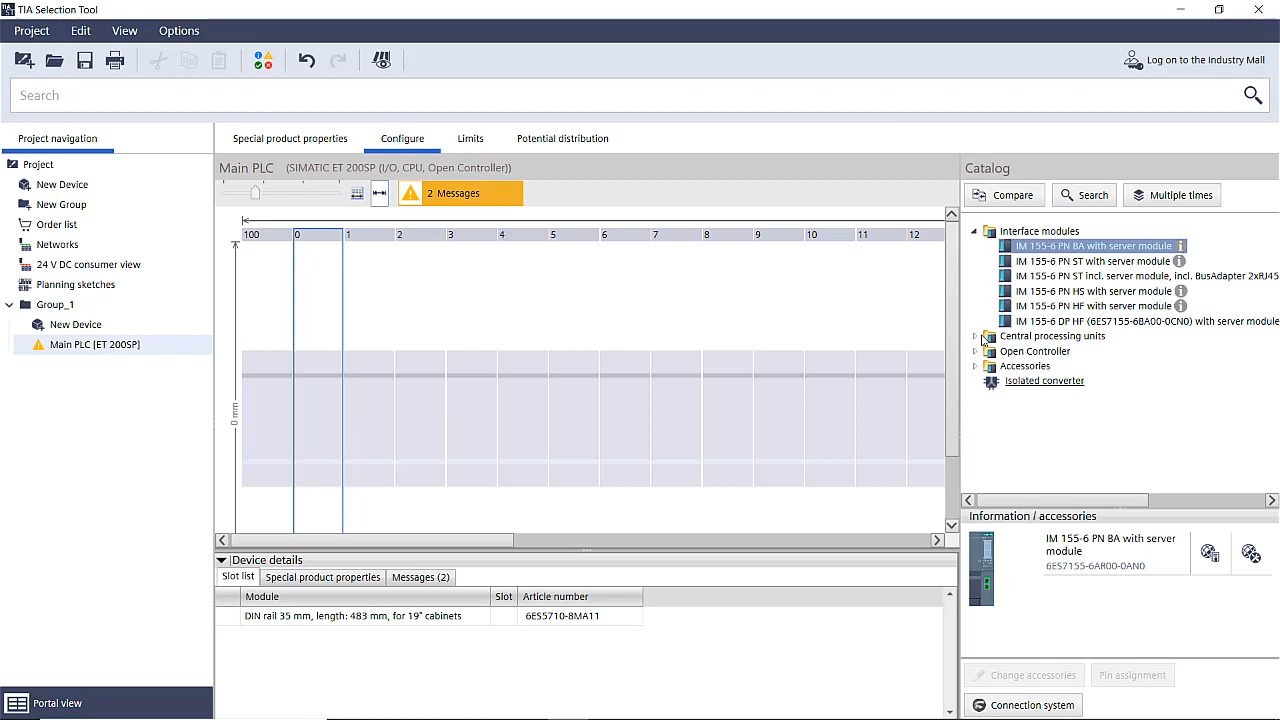 TIA Selection Tool
Project Edit View Options
Log on to the Industry Mall
Search
Project navigation
Project
New Device
New Group
Order list
Networks
24 V DC consumer view
Planning sketches
Group_1
New Device
Main PLC [ET 200SP]
Portal view
Special product properties Configure Limits Potential distribution
Main PLC (SIMATIC ET 200SP (I/O, CPU, Open Controller))
2 Messages
100 0 1 2 3 4 5 6 7 8 9 10 11 12
0 mm
Device details
Slot list Special product properties Messages (2)
Module Slot Article number
DIN rail 35 mm, length: 483 mm, for 19" cabinets 6ES5710-8MA11
Catalog
Compare Search Multiple times
Interface modules
IM 155-6 PN BA with server module
IM 155-6 PN ST with server module
IM 155-6 PN ST incl. server module, incl. BusAdapter 2xRJ45
IM 155-6 PN HS with server module
IM 155-6 PN HF with server module
IM 155-6 DP HF (6ES7155-6BA00-0CN0) with server module
Central processing units
Open Controller
Accessories
Isolated converter
Information / accessories
IM 155-6 PN BA with server
module
6ES7155-6AR00-0AN0
Change accessories Pin assignment
Connection system